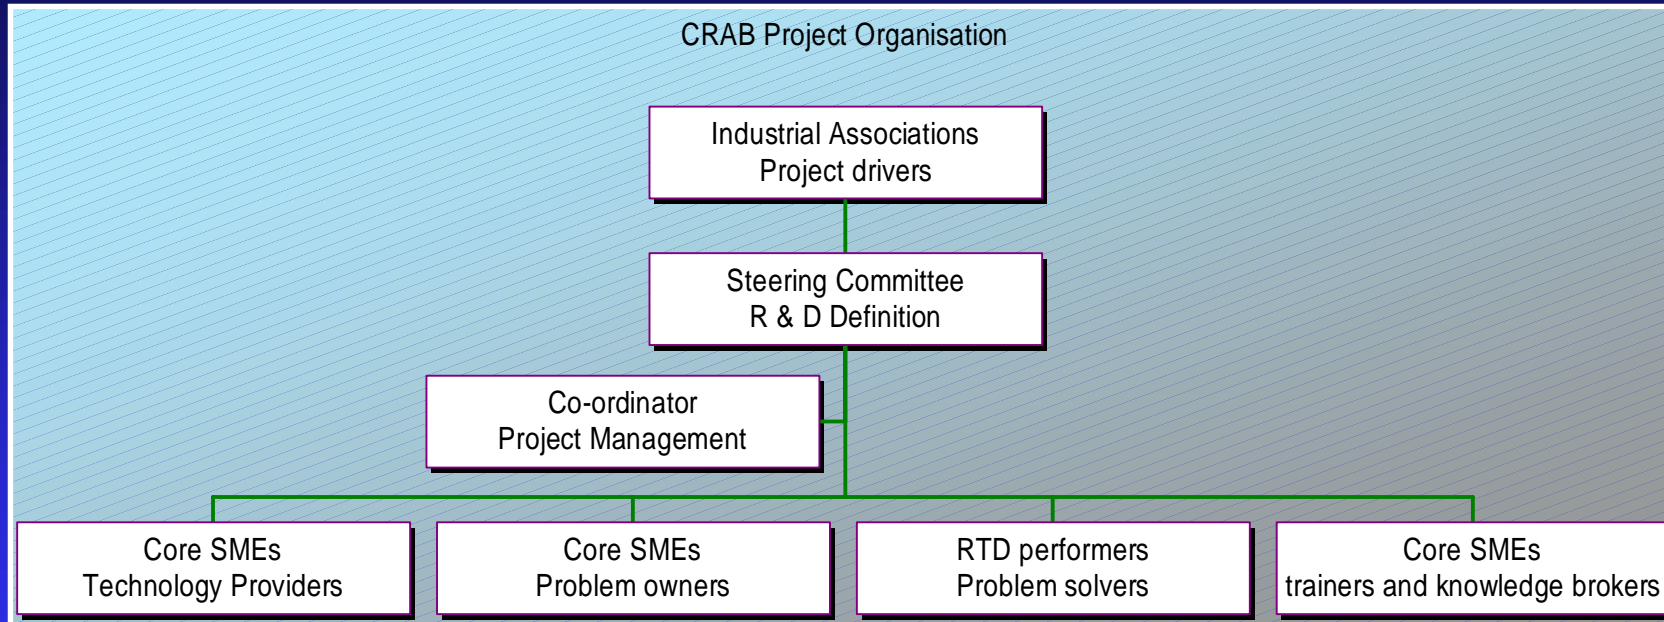 CRAB Project Organisation
Industrial Associations
Project drivers
Steering Committee
R & D Definition
Co-ordinator
Project Management
Core SMEs
Technology Providers
Core SMEs
Problem owners
RTD performers
Problem solvers
Core SMEs
trainers and knowledge brokers